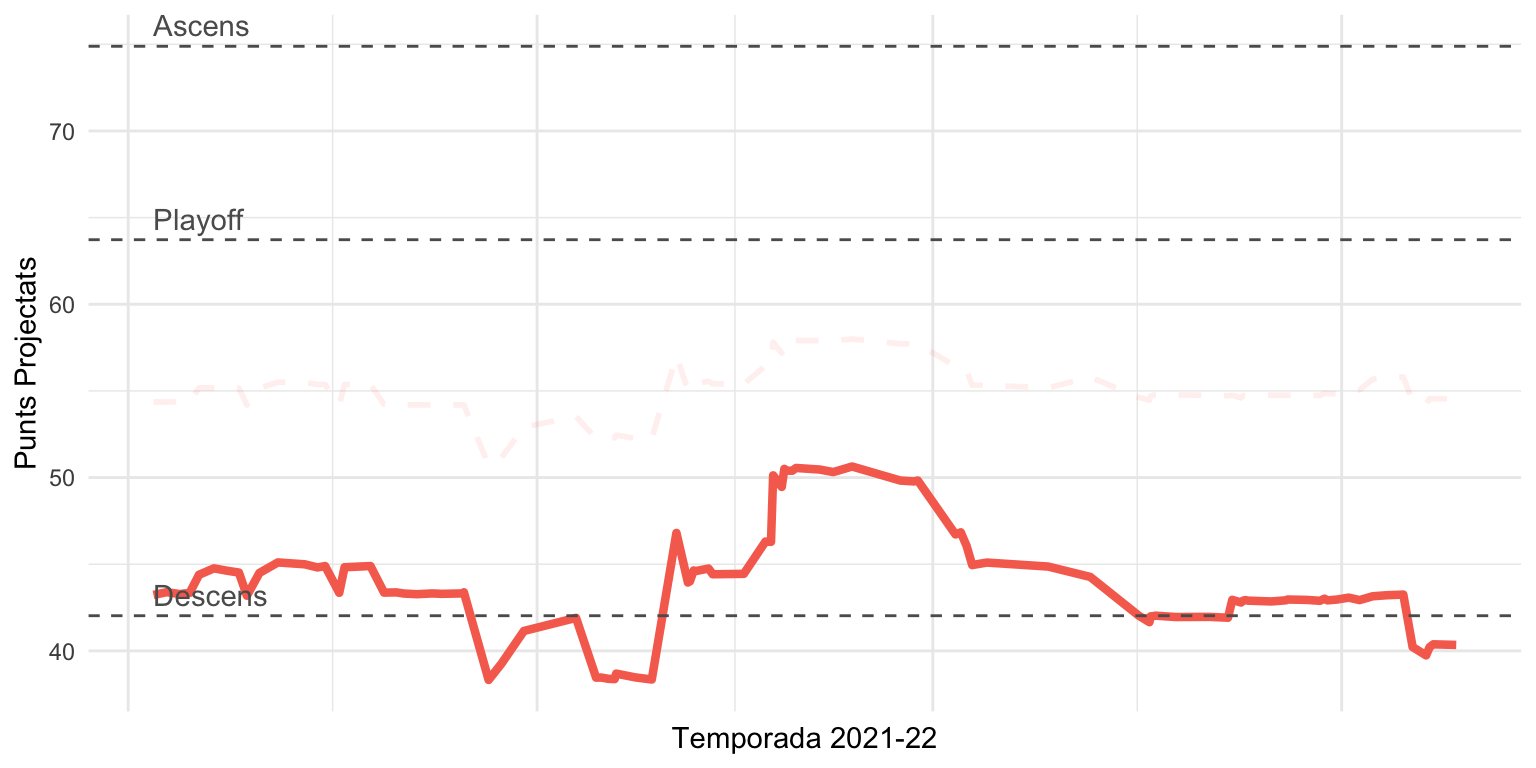 Ascens
70
Playoff
60
Punts Projectats
50
Descens
40
Temporada 2021-22